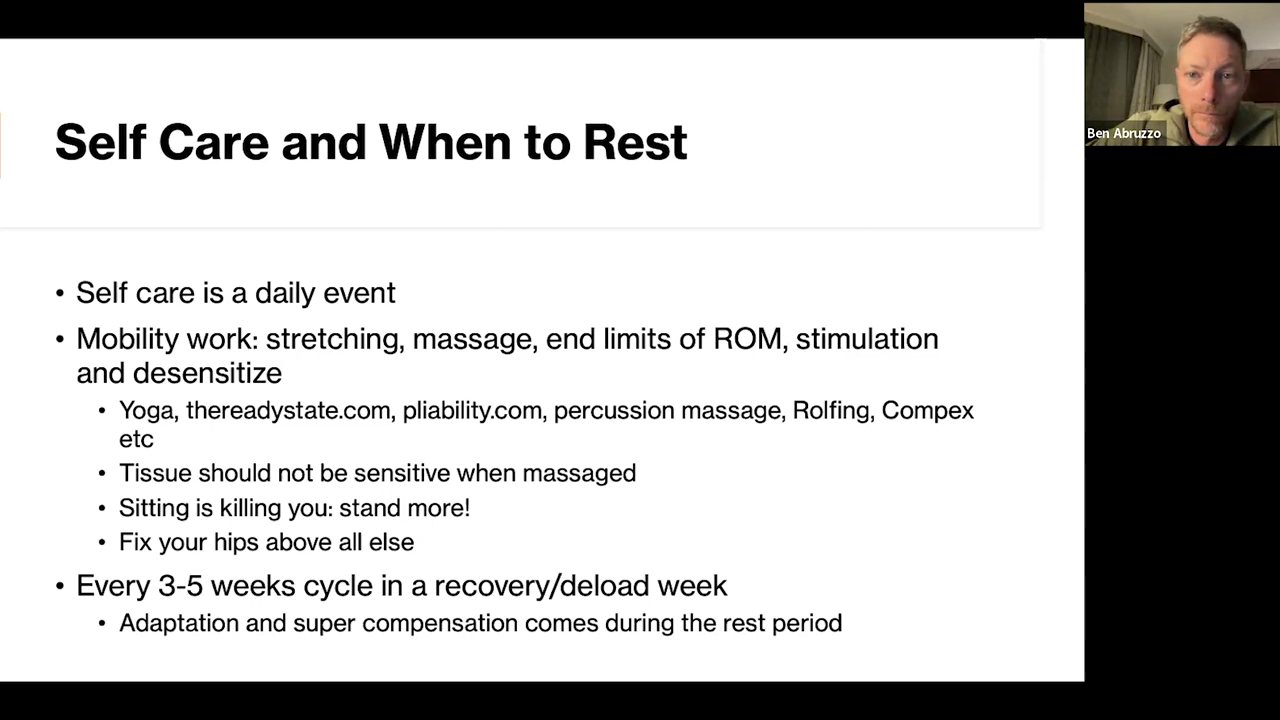 Self Care and When to Rest
Ben Abruzzo
• Self care is a daily event
• Mobility work: stretching, massage, end limits of ROM, stimulation
and desensitize
• Yoga, thereadystate.com, pliability.com, percussion massage, Rolfing, Compex
etc
• Tissue should not be sensitive when massaged
• Sitting is killing you: stand more!
• Fix your hips above all else
• Every 3-5 weeks cycle in a recovery/deload week
• Adaptation and super compensation comes during the rest period